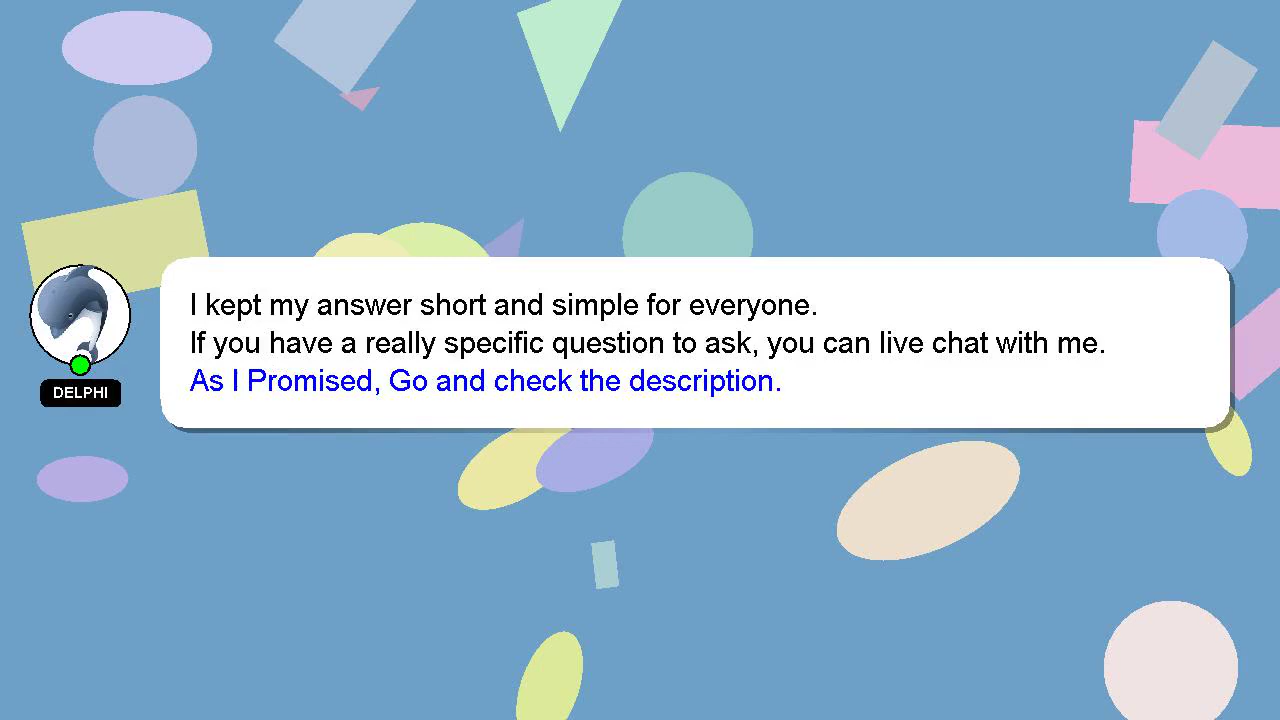 I kept my answer short and simple for everyone.
If you have a really specific question to ask, you can live chat with me.
As I Promised, Go and check the description.
DELPHI